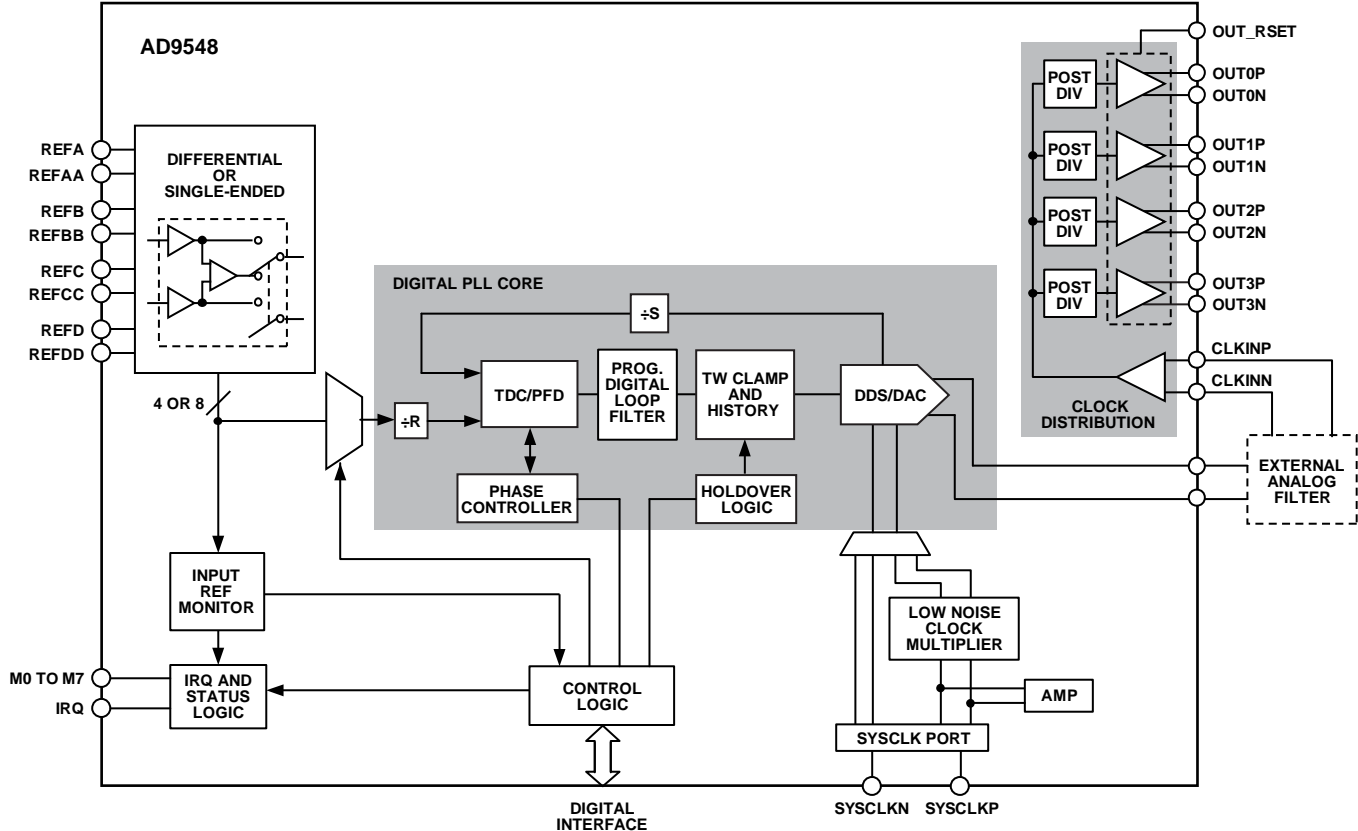 AD9548
OUT_RSET
POST
DIV
OUT0P
OUT0N
POST
DIV
OUT1P
OUT1N
POST
DIV
OUT2P
OUT2N
POST
DIV
OUT3P
OUT3N
CLKINP
CLKINN
CLOCK
DISTRIBUTION
EXTERNAL
ANALOG
FILTER
REFA
REFAA
REFB
REFBB
REFC
REFCC
REFD
REFDD
DIFFERENTIAL
OR
SINGLE-ENDED
4 OR 8
DIGITAL PLL CORE
÷S
÷R
TDC/PFD
PROG.
DIGITAL
LOOP
FILTER
TW CLAMP
AND
HISTORY
DDS/DAC
PHASE
CONTROLLER
HOLDOVER
LOGIC
INPUT
REF
MONITOR
LOW NOISE
CLOCK
MULTIPLIER
M0 TO M7
IRQ
IRQ AND
STATUS
LOGIC
CONTROL
LOGIC
AMP
SYSCLK PORT
DIGITAL
INTERFACE
SYSCLKN
SYSCLKP